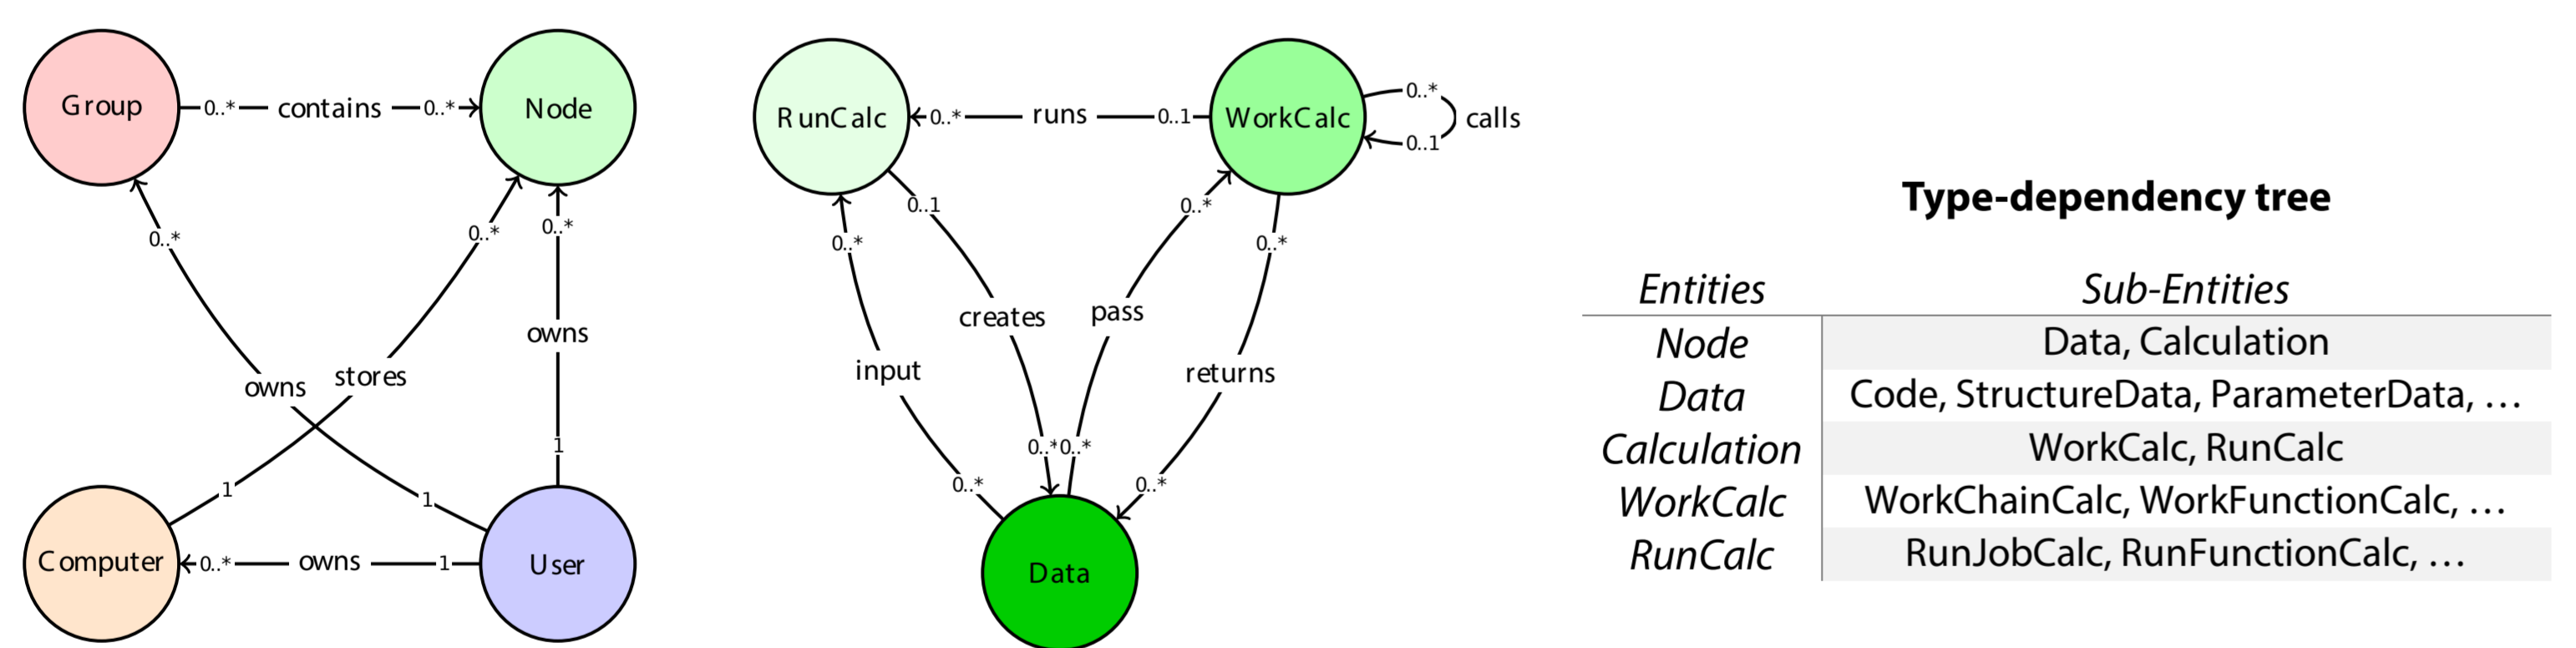 Group
0..*
contains
0..*
Node
0..*
0..*
0..*
owns
owns
stores
1
1
1
Computer
0..*
owns
1
User
RunCalc
0..*
runs
0..1
WorkCalc
0..*
0..1
calls
0..1
0..*
0..*
0..*
creates
pass
input
returns
0..*
0..*
0..*
0..*
Data
Type-dependency tree
Entities Sub-Entities
Node Data, Calculation
Data Code, StructureData, ParameterData, …
Calculation WorkCalc, RunCalc
WorkCalc WorkChainCalc, WorkFunctionCalc, …
RunCalc RunJobCalc, RunFunctionCalc, …